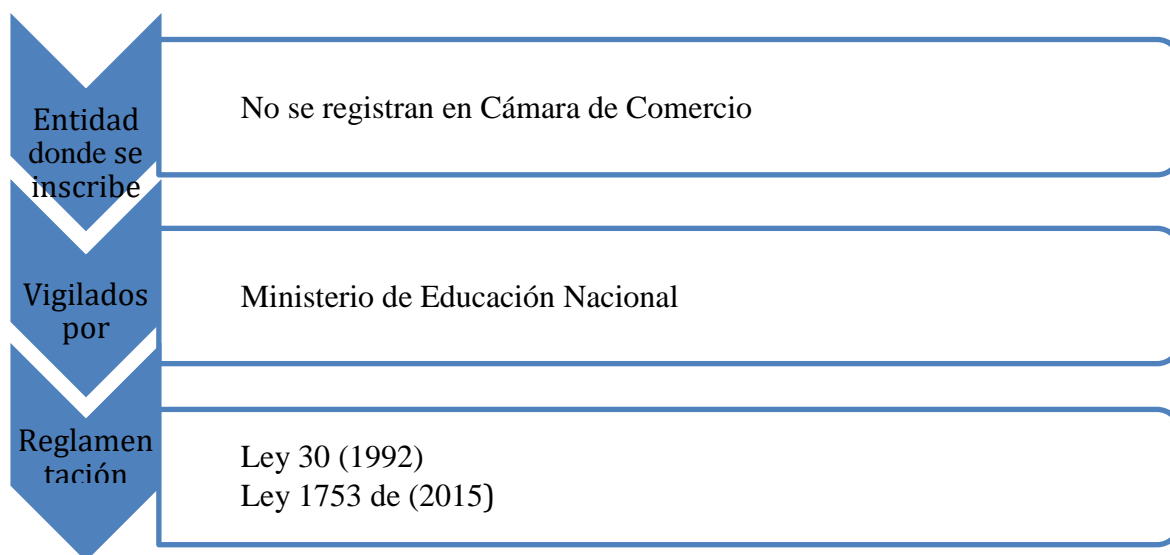 Entidad
donde se
inscribe
No se registran en Cámara de Comercio
Vigilados
por
Ministerio de Educación Nacional
Reglamen
tación
Ley 30 (1992)
Ley 1753 de (2015)